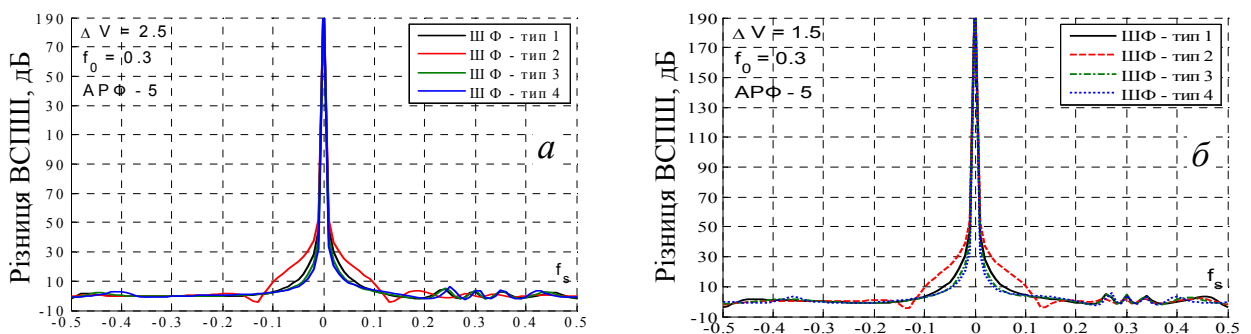 Різниця ВСПШ, дБ
190
170
150
130
110
90
70
50
30
10
-10
Δ V = 2.5
f0 = 0.3
АРФ - 5
ШФ - тип 1
ШФ - тип 2
ШФ - тип 3
ШФ - тип 4
а
fs
-0.5 -0.4 -0.3 -0.2 -0.1 0 0.1 0.2 0.3 0.4 0.5
Різниця ВСПШ, дБ
190
170
150
130
110
90
70
50
30
10
-10
Δ V = 1.5
f0 = 0.3
АРФ - 5
ШФ - тип 1
ШФ - тип 2
ШФ - тип 3
ШФ - тип 4
б
fs
-0.5 -0.4 -0.3 -0.2 -0.1 0 0.1 0.2 0.3 0.4 0.5